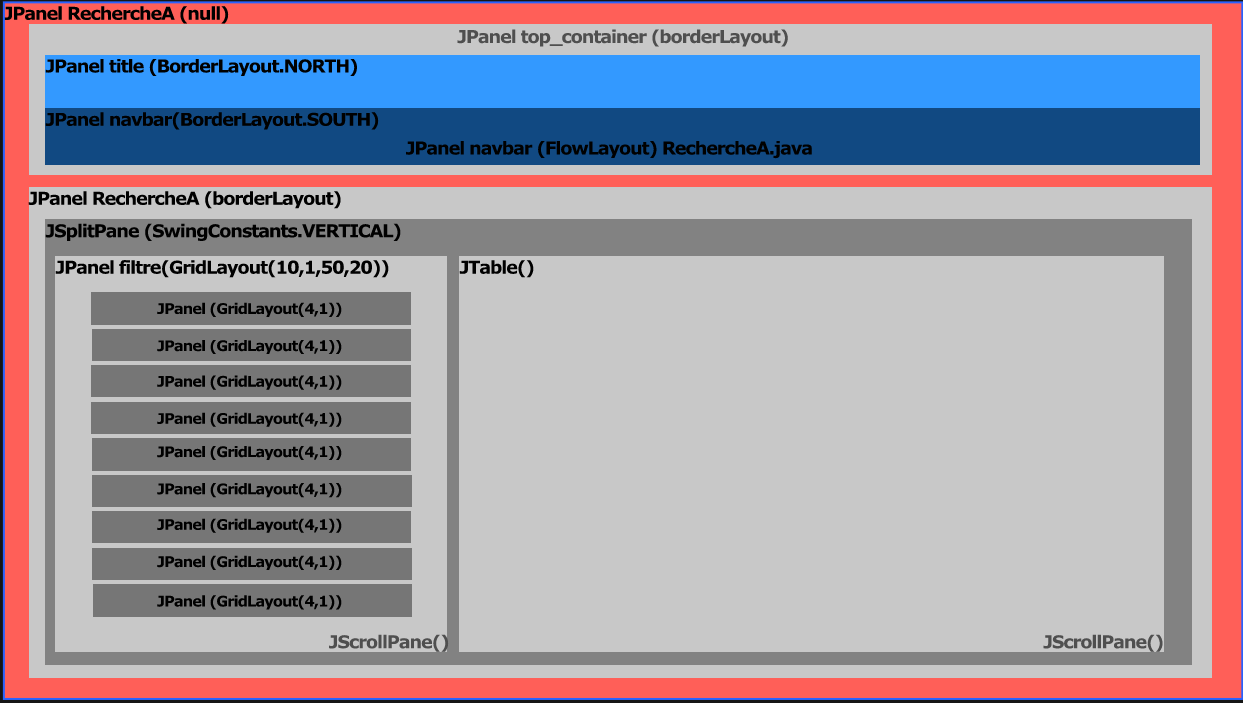 JPanel RechercheA (null)
JPanel top_container (borderLayout)
JPanel title (BorderLayout.NORTH)
JPanel navbar(BorderLayout.SOUTH)
JPanel navbar (FlowLayout) RechercheA.java
JPanel RechercheA (borderLayout)
JSplitPane (SwingConstants.VERTICAL)
JPanel filtre(GridLayout(10,1,50,20))
JPanel (GridLayout(4,1))
JPanel (GridLayout(4,1))
JPanel (GridLayout(4,1))
JPanel (GridLayout(4,1))
JPanel (GridLayout(4,1))
JPanel (GridLayout(4,1))
JPanel (GridLayout(4,1))
JPanel (GridLayout(4,1))
JPanel (GridLayout(4,1))
JScrollPane()
JTable()
JScrollPane()